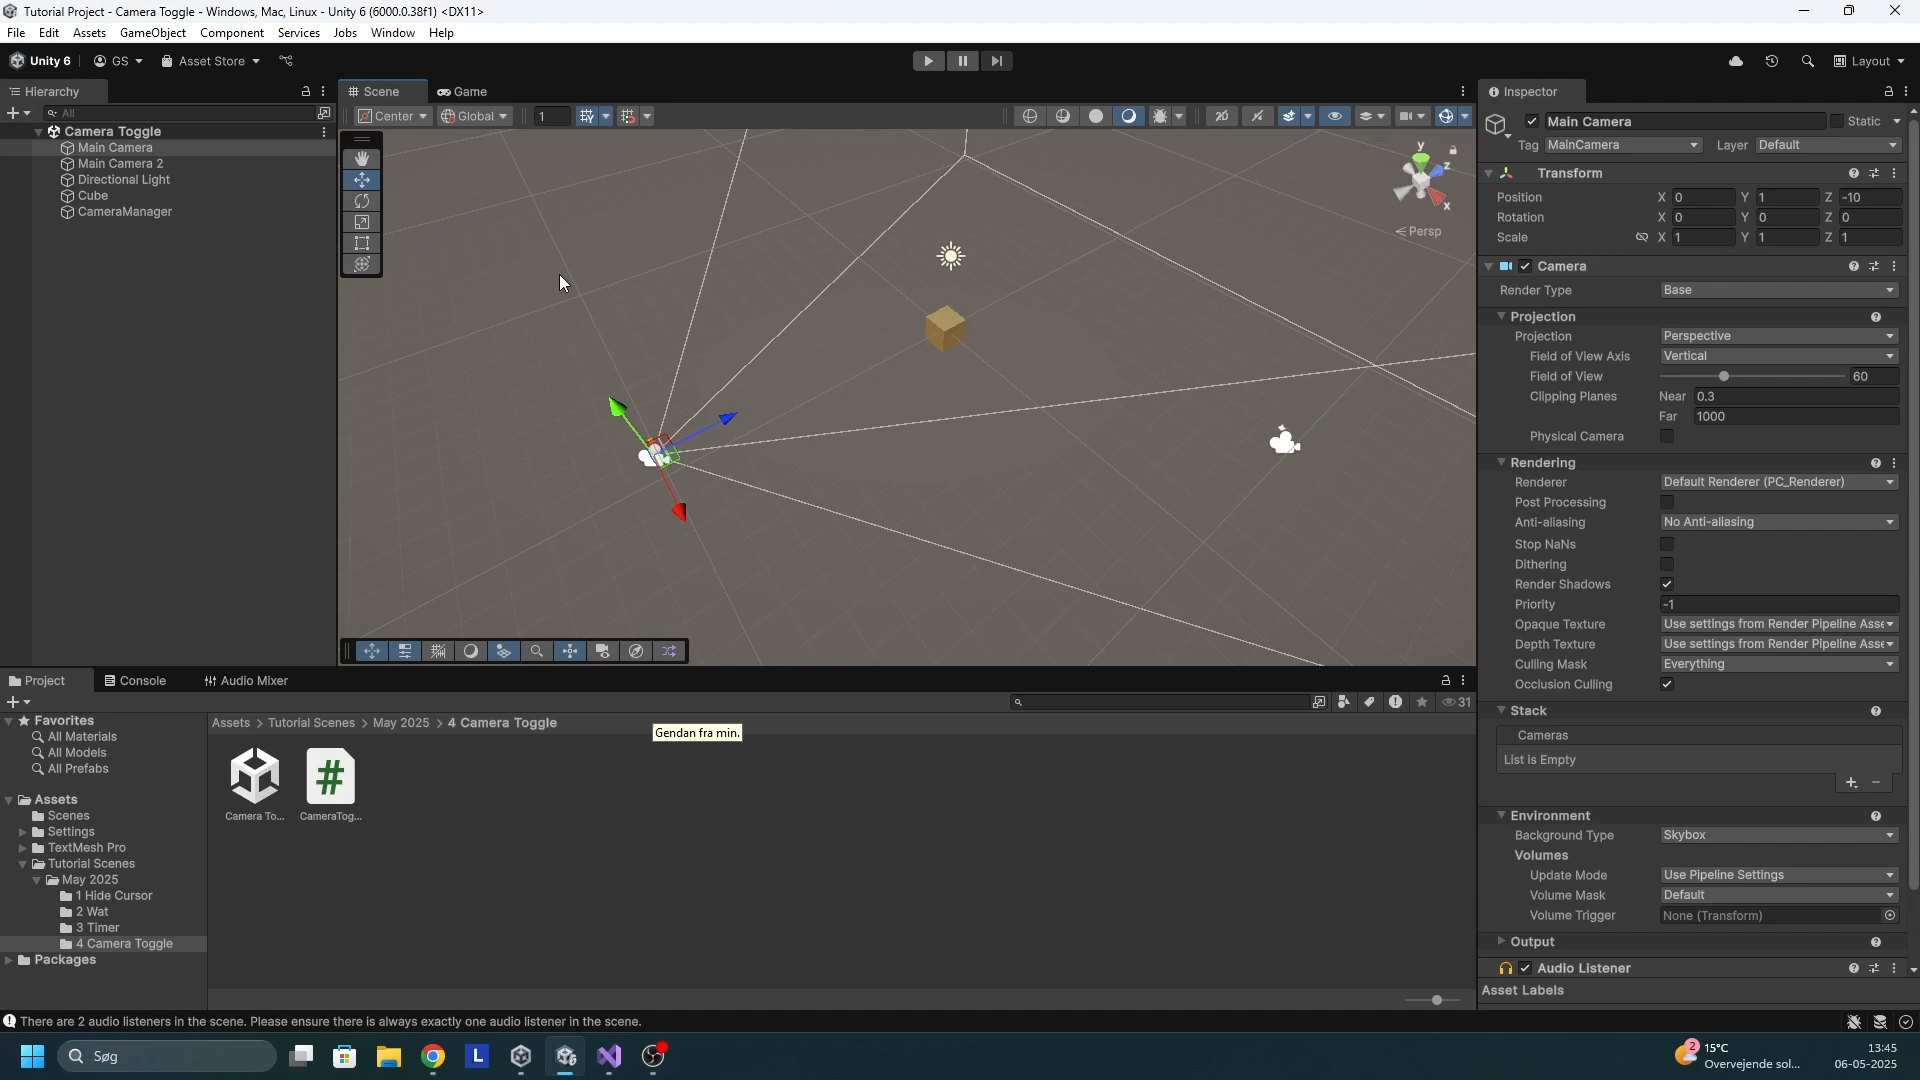 Tutorial Project - Camera Toggle - Windows, Mac, Linux - Unity 6 (6000.0.38f1) <DX11>
File Edit Assets GameObject Component Services Jobs Window Help
Unity 6 GS Asset Store Layout
Hierarchy
All
Camera Toggle
Main Camera
Main Camera 2
Directional Light
Cube
CameraManager
Scene Game
Center Global 1
y
z
x
Persp
Inspector
Main Camera Static
Tag MainCamera Layer Default
Transform
Position X 0 Y 1 Z -10
Rotation X 0 Y 0 Z 0
Scale X 1 Y 1 Z 1
Camera
Render Type Base
Projection
Projection Perspective
Field of View Axis Vertical
Field of View 60
Clipping Planes Near 0.3
Far 1000
Physical Camera
Rendering
Renderer Default Renderer (PC_Renderer)
Post Processing
Anti-aliasing No Anti-aliasing
Stop NaNs
Dithering
Render Shadows
Priority -1
Opaque Texture Use settings from Render Pipeline Asse
Depth Texture Use settings from Render Pipeline Asse
Culling Mask Everything
Occlusion Culling
Stack
Cameras
List is Empty
Environment
Background Type Skybox
Volumes
Update Mode Use Pipeline Settings
Volume Mask Default
Volume Trigger None (Transform)
Output
Audio Listener
Asset Labels
Project Console Audio Mixer
31
Favorites
All Materials
All Models
All Prefabs
Assets
Scenes
Settings
TextMesh Pro
Tutorial Scenes
May 2025
1 Hide Cursor
2 Wat
3 Timer
4 Camera Toggle
Packages
Assets > Tutorial Scenes > May 2025 > 4 Camera Toggle
Gendan fra min.
Camera To... CameraTog...
There are 2 audio listeners in the scene. Please ensure there is always exactly one audio listener in the scene.
Søg
L
2
15°C
Overvejende sol...
13:45
06-05-2025